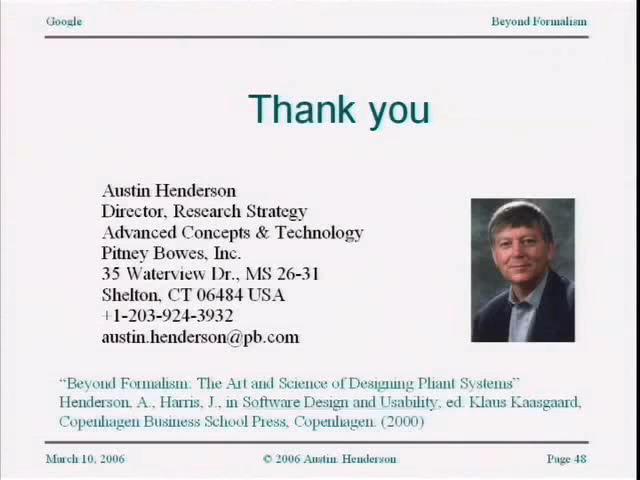 Google
Beyond Formalism
Thank you
Austin Henderson
Director, Research Strategy
Advanced Concepts & Technology
Pitney Bowes, Inc.
35 Waterview Dr., MS 26-31
Shelton, CT 06484 USA
+1-203-924-3932
austin.henderson@pb.com
“Beyond Formalism: The Art and Science of Designing Pliant Systems”
Henderson, A., Harris, J., in Software Design and Usability, ed. Klaus Kaasgaard,
Copenhagen Business School Press, Copenhagen. (2000)
March 10, 2006
© 2006 Austin Henderson
Page 48